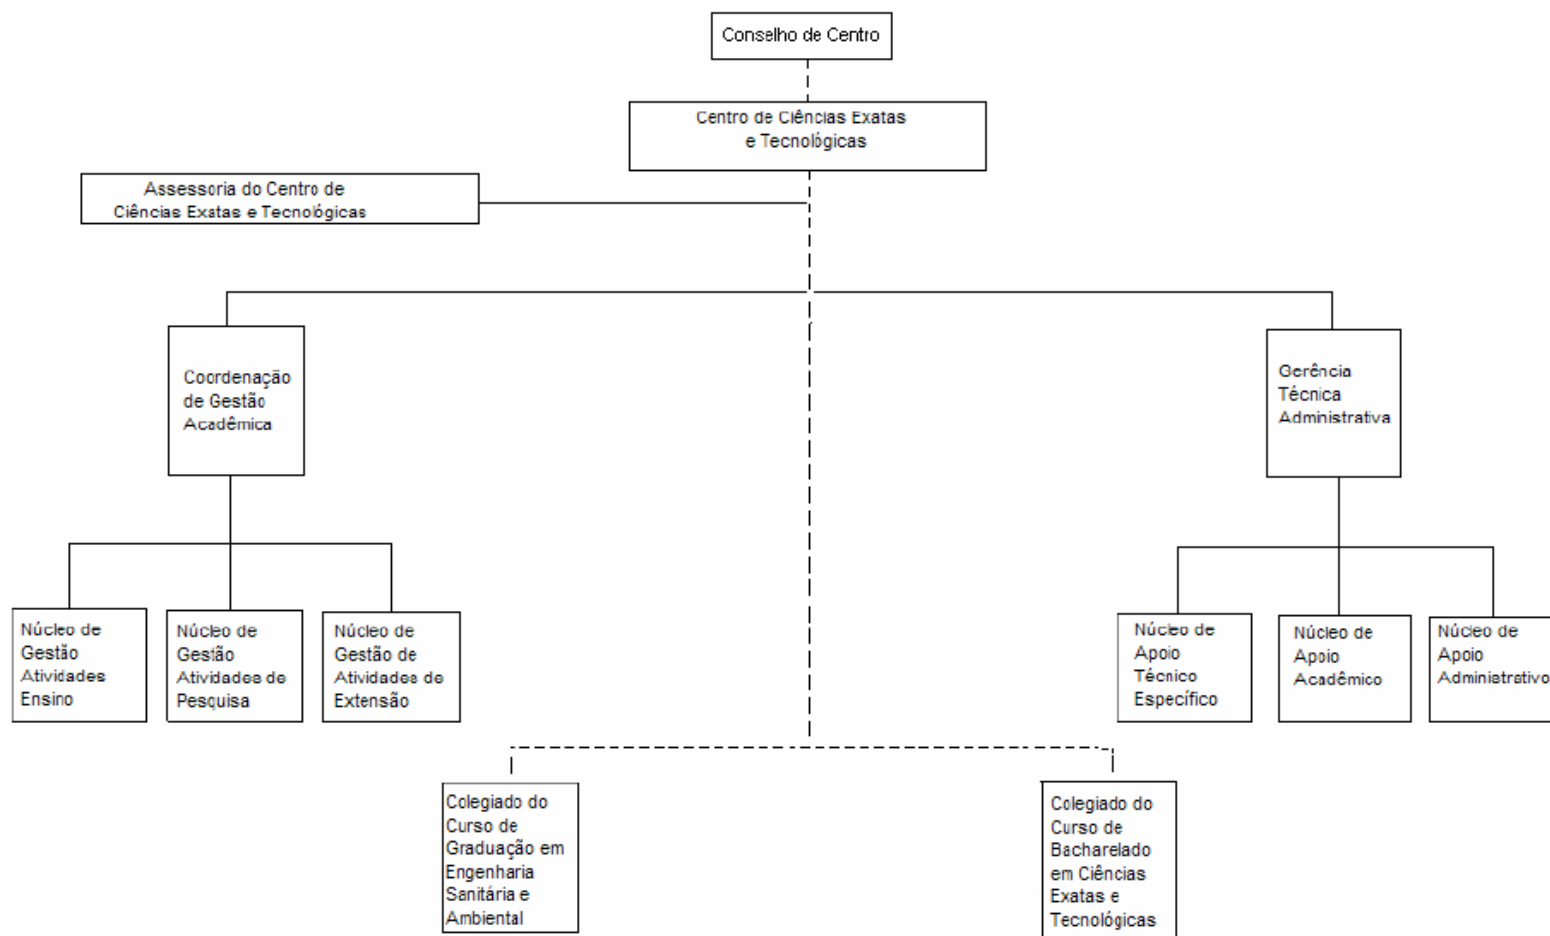 Conselho de Centro
Centro de Ciências Exatas
e Tecnológicas
Assessoria do Centro de
Ciências Exatas e Tecnológicas
Coordenação
de Gestão
Acadêmica
Gerência
Técnica
Administrativa
Núcleo de
Gestão
Atividades
Ensino
Núcleo de
Gestão
Atividades de
Pesquisa
Núcleo de
Gestão de
Atividades de
Extensão
Núcleo de
Apoio
Técnico
Específico
Núcleo de
Apoio
Acadêmico
Núcleo de
Apoio
Administrativo
Colegiado do
Curso de
Graduação em
Engenharia
Sanitária e
Ambiental
Colegiado do
Curso de
Bacharelado
em Ciências
Exatas e
Tecnológicas